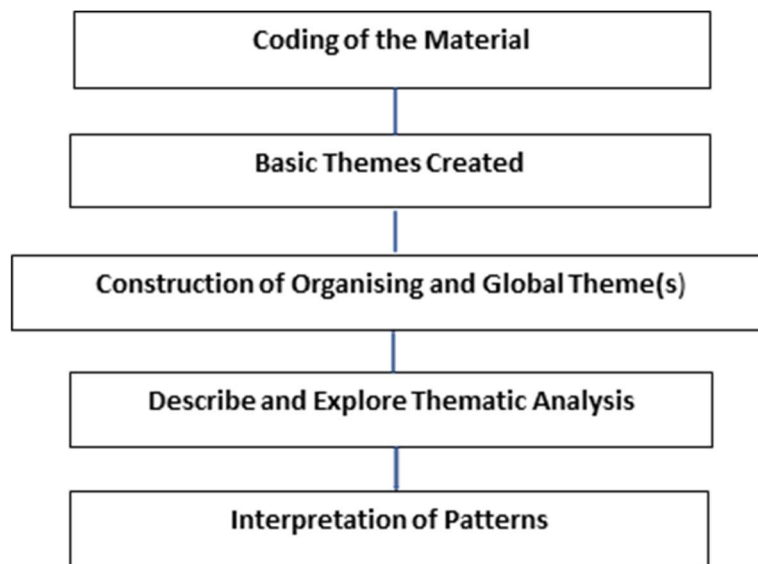 Coding of the Material
Basic Themes Created
Construction of Organising and Global Theme(s)
Describe and Explore Thematic Analysis
Interpretation of Patterns